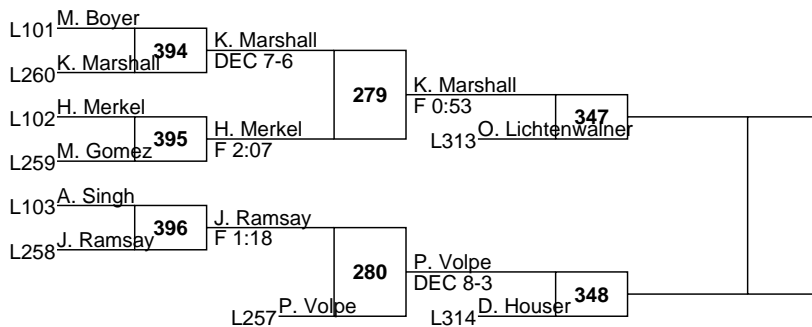 L101 M. Boyer
394
K. Marshall
L260 K. Marshall
DEC 7-6
279
K. Marshall
F 0:53
L102 H. Merkel
395
H. Merkel
L259 M. Gomez
F 2:07
347
L313 O. Lichtenwalner
L103 A. Singh
396
J. Ramsay
L258 J. Ramsay
F 1:18
280
P. Volpe
DEC 8-3
L257 P. Volpe
348
L314 D. Houser